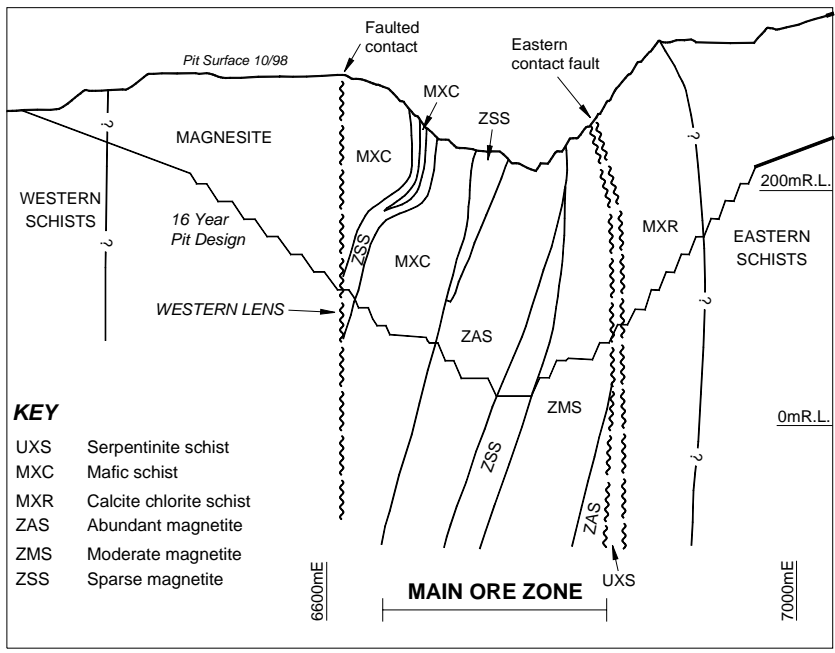 Faulted
contact
Eastern
contact fault
Pit Surface 10/98
MXC
ZSS
MAGNESITE
MXC
WESTERN
SCHISTS
16 Year
Pit Design
ZSS
MXC
MXR
200mR.L.
EASTERN
SCHISTS
WESTERN LENS
ZAS
ZMS
0mR.L.
ZSS
ZAS
?
?
?
?
?
KEY
UXS Serpentinite schist
MXC Mafic schist
MXR Calcite chlorite schist
ZAS Abundant magnetite
ZMS Moderate magnetite
ZSS Sparse magnetite
6600mE
MAIN ORE ZONE
UXS
7000mE